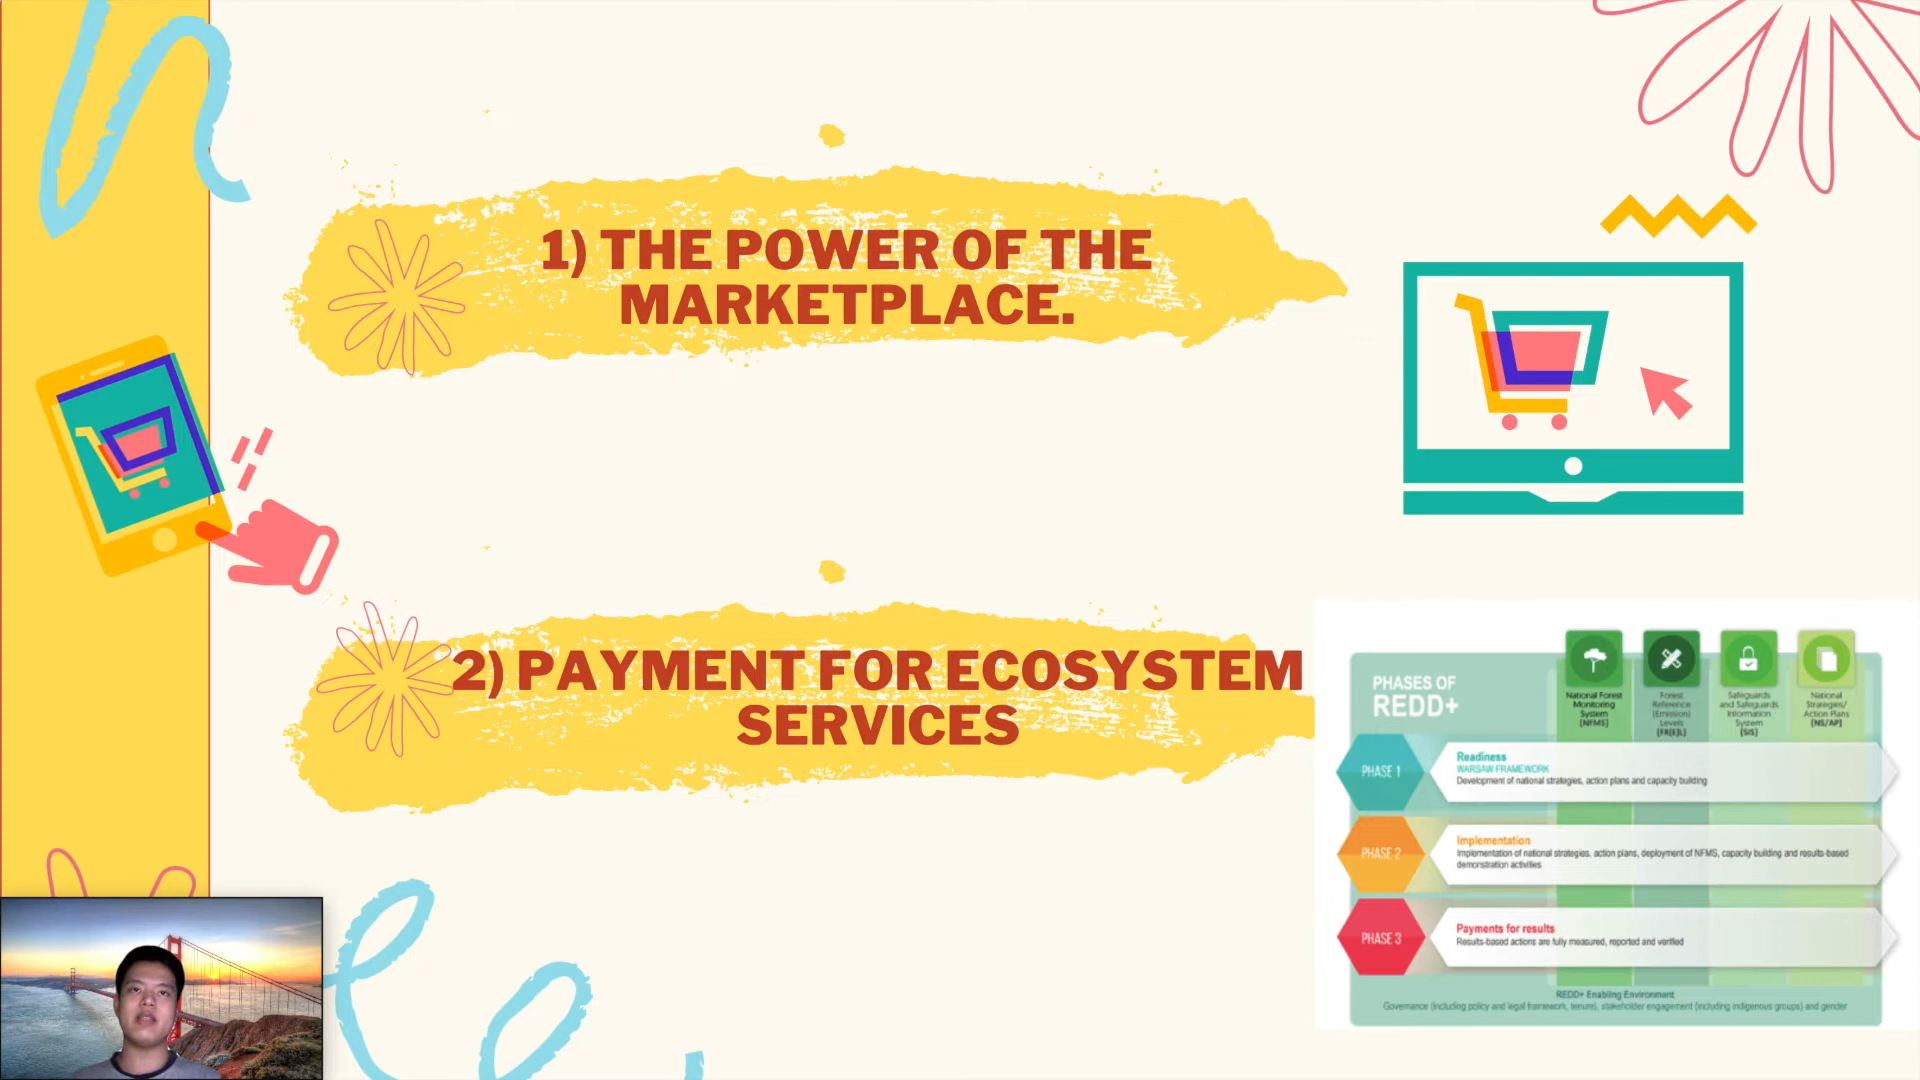 1) THE POWER OF THE
MARKETPLACE.
2) PAYMENT FOR ECOSYSTEM
SERVICES
PHASES OF
REDD+
National Forest
Monitoring
System
[NFMS]
Forest
Reference
(Emission)
Levels
[FR(E)L]
Safeguards
and Safeguards
Information
System
[SIS]
National
Strategies/
Action Plans
[NS/AP]
PHASE 1
Readiness
WARSAW FRAMEWORK
Development of national strategies, action plans and capacity building
PHASE 2
Implementation
Implementation of national strategies, action plans, deployment of NFMS, capacity building and results-based
demonstration activities
PHASE 3
Payments for results
Results-based actions are fully measured, reported and verified
REDD+ Enabling Environment
Governance (including policy and legal framework, tenure), stakeholder engagement (including indigenous groups) and gender